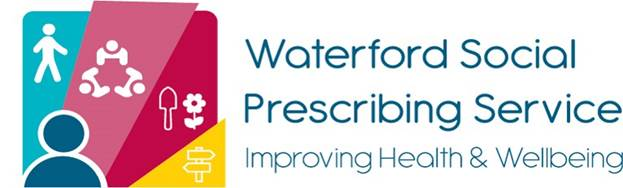 Waterford Social
Prescribing Service
Improving Health & Wellbeing